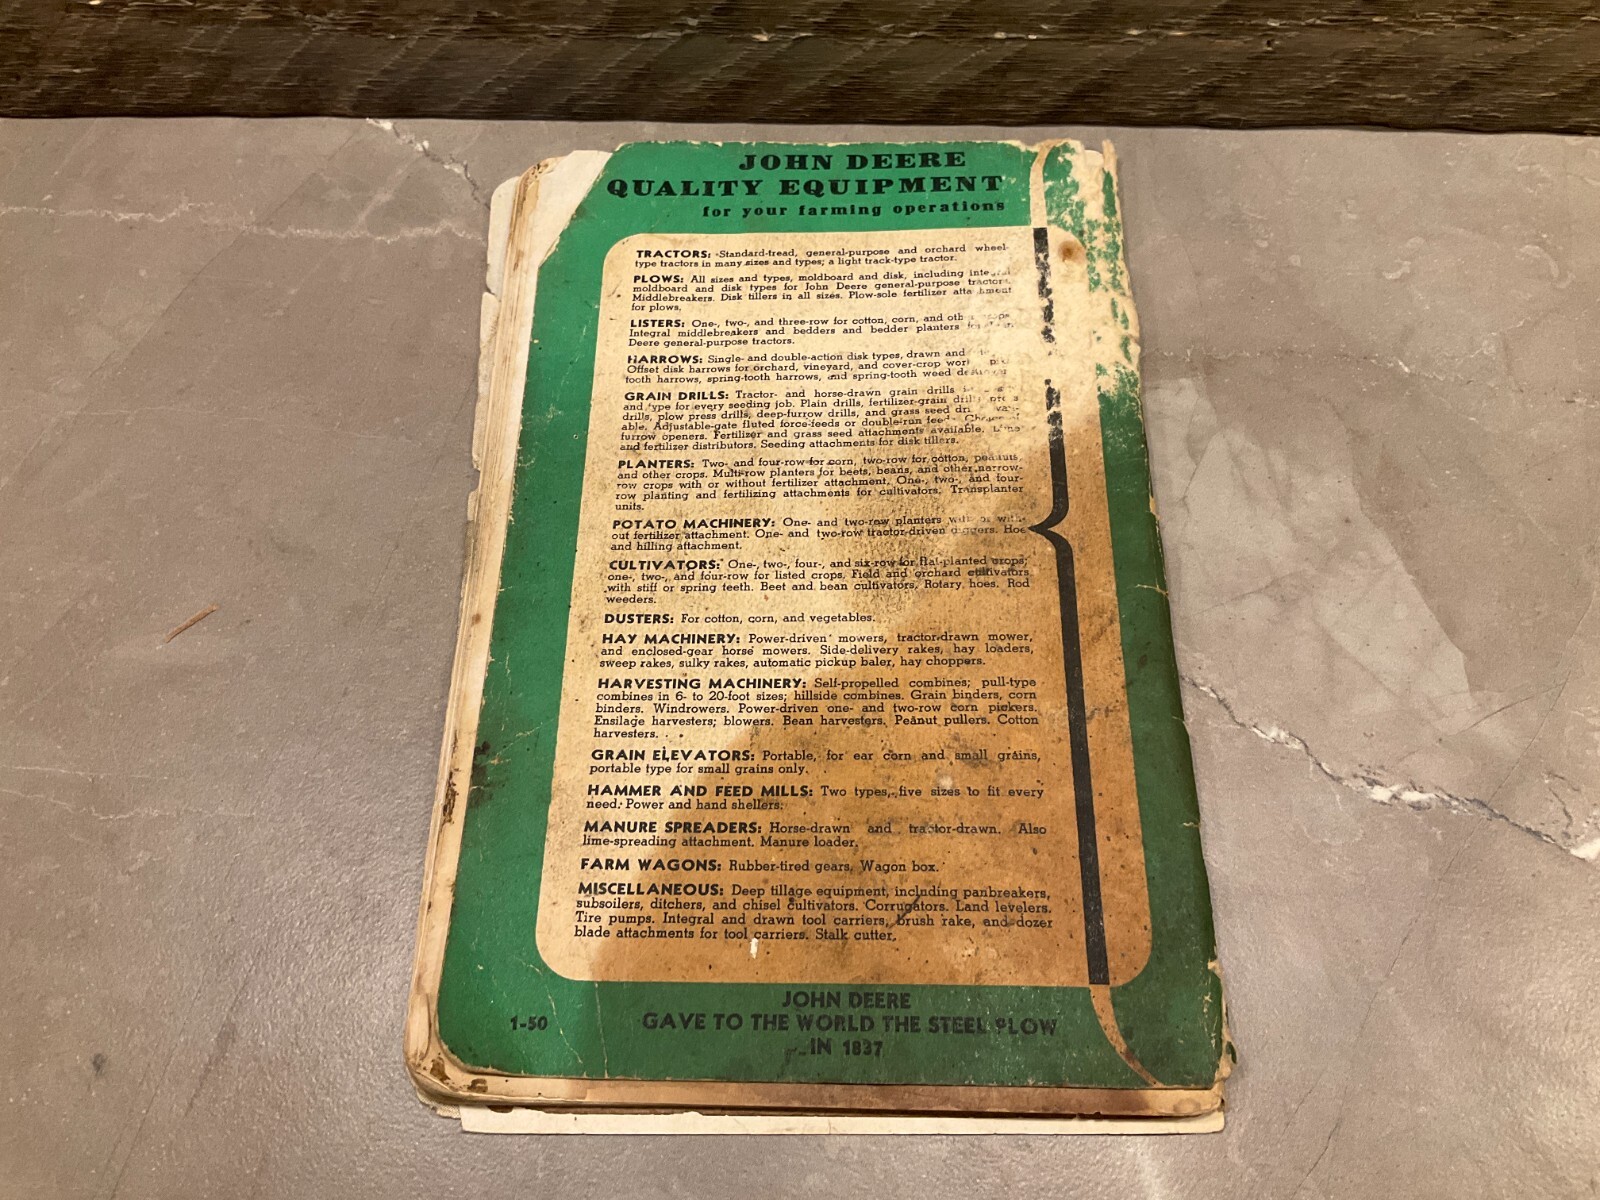 JOHN DEERE
QUALITY EQUIPMENT
for your farming operations
TRACTORS: Standard-tread, general-purpose and orchard wheel-
type tractors in many sizes and types; a light track-type tractor.
PLOWS: All sizes and types, moldboard and disk, including integral
moldboard and disk types for John Deere general-purpose tractors.
Middlebreakers. Disk tillers in all sizes. Plow-sole fertilizer attachment
for plows.
LISTERS: One-, two-, and three-row for cotton, corn, and other crops.
Integral middlebreakers and bedders and bedder planters for John
Deere general-purpose tractors.
HARROWS: Single- and double-action disk types, drawn and
Offset disk harrows for orchard, vineyard, and cover-crop work
tooth harrows, spring-tooth harrows, and spring-tooth weed destroyer
GRAIN DRILLS: Tractor- and horse-drawn grain drills
and type for every seeding job. Plain drills, fertilizer-grain drills, press
drills, plow press drills, deep-furrow drills, and grass seed drills
able. Adjustable-gate fluted force-feeds or double-run feeds. Choice of
furrow openers. Fertilizer and grass seed attachments available. Lime
and fertilizer distributors. Seeding attachments for disk tillers.
PLANTERS: Two- and four-row for corn, two-row for cotton, peanuts,
and other crops. Multi-row planters for beets, beans, and other narrow-
row crops with or without fertilizer attachment. One-, two-, and four-
row planting and fertilizing attachments for cultivators. Transplanter
units.
POTATO MACHINERY: One- and two-row planters with or with-
out fertilizer attachment. One- and two-row tractor-driven diggers. Hoe
and hilling attachment.
CULTIVATORS: One-, two-, four-, and six-row for flat-planted crops;
one-, two-, and four-row for listed crops. Field and orchard cultivators
with stiff or spring teeth. Beet and bean cultivators. Rotary hoes. Rod
weeders.
DUSTERS: For cotton, corn, and vegetables.
HAY MACHINERY: Power-driven mowers, tractor-drawn mower,
and enclosed-gear horse mowers. Side-delivery rakes, hay loaders,
sweep rakes, sulky rakes, automatic pickup baler, hay choppers.
HARVESTING MACHINERY: Self-propelled combines; pull-type
combines in 6- to 20-foot sizes; hillside combines. Grain binders, corn
binders. Windrowers. Power-driven one- and two-row corn pickers.
Ensilage harvesters; blowers. Bean harvesters. Peanut pullers. Cotton
harvesters.
GRAIN ELEVATORS: Portable, for ear corn and small grains,
portable type for small grains only.
HAMMER AND FEED MILLS: Two types, five sizes to fit every
need. Power and hand shellers.
MANURE SPREADERS: Horse-drawn and tractor-drawn. Also
lime-spreading attachment. Manure loader.
FARM WAGONS: Rubber-tired gears, Wagon box.
MISCELLANEOUS: Deep tillage equipment, including panbreakers,
subsoilers, ditchers, and chisel cultivators. Corrugators. Land levelers.
Tire pumps. Integral and drawn tool carriers, brush rake, and dozer
blade attachments for tool carriers. Stalk cutter.
JOHN DEERE
1-50 GAVE TO THE WORLD THE STEEL PLOW
IN 1837